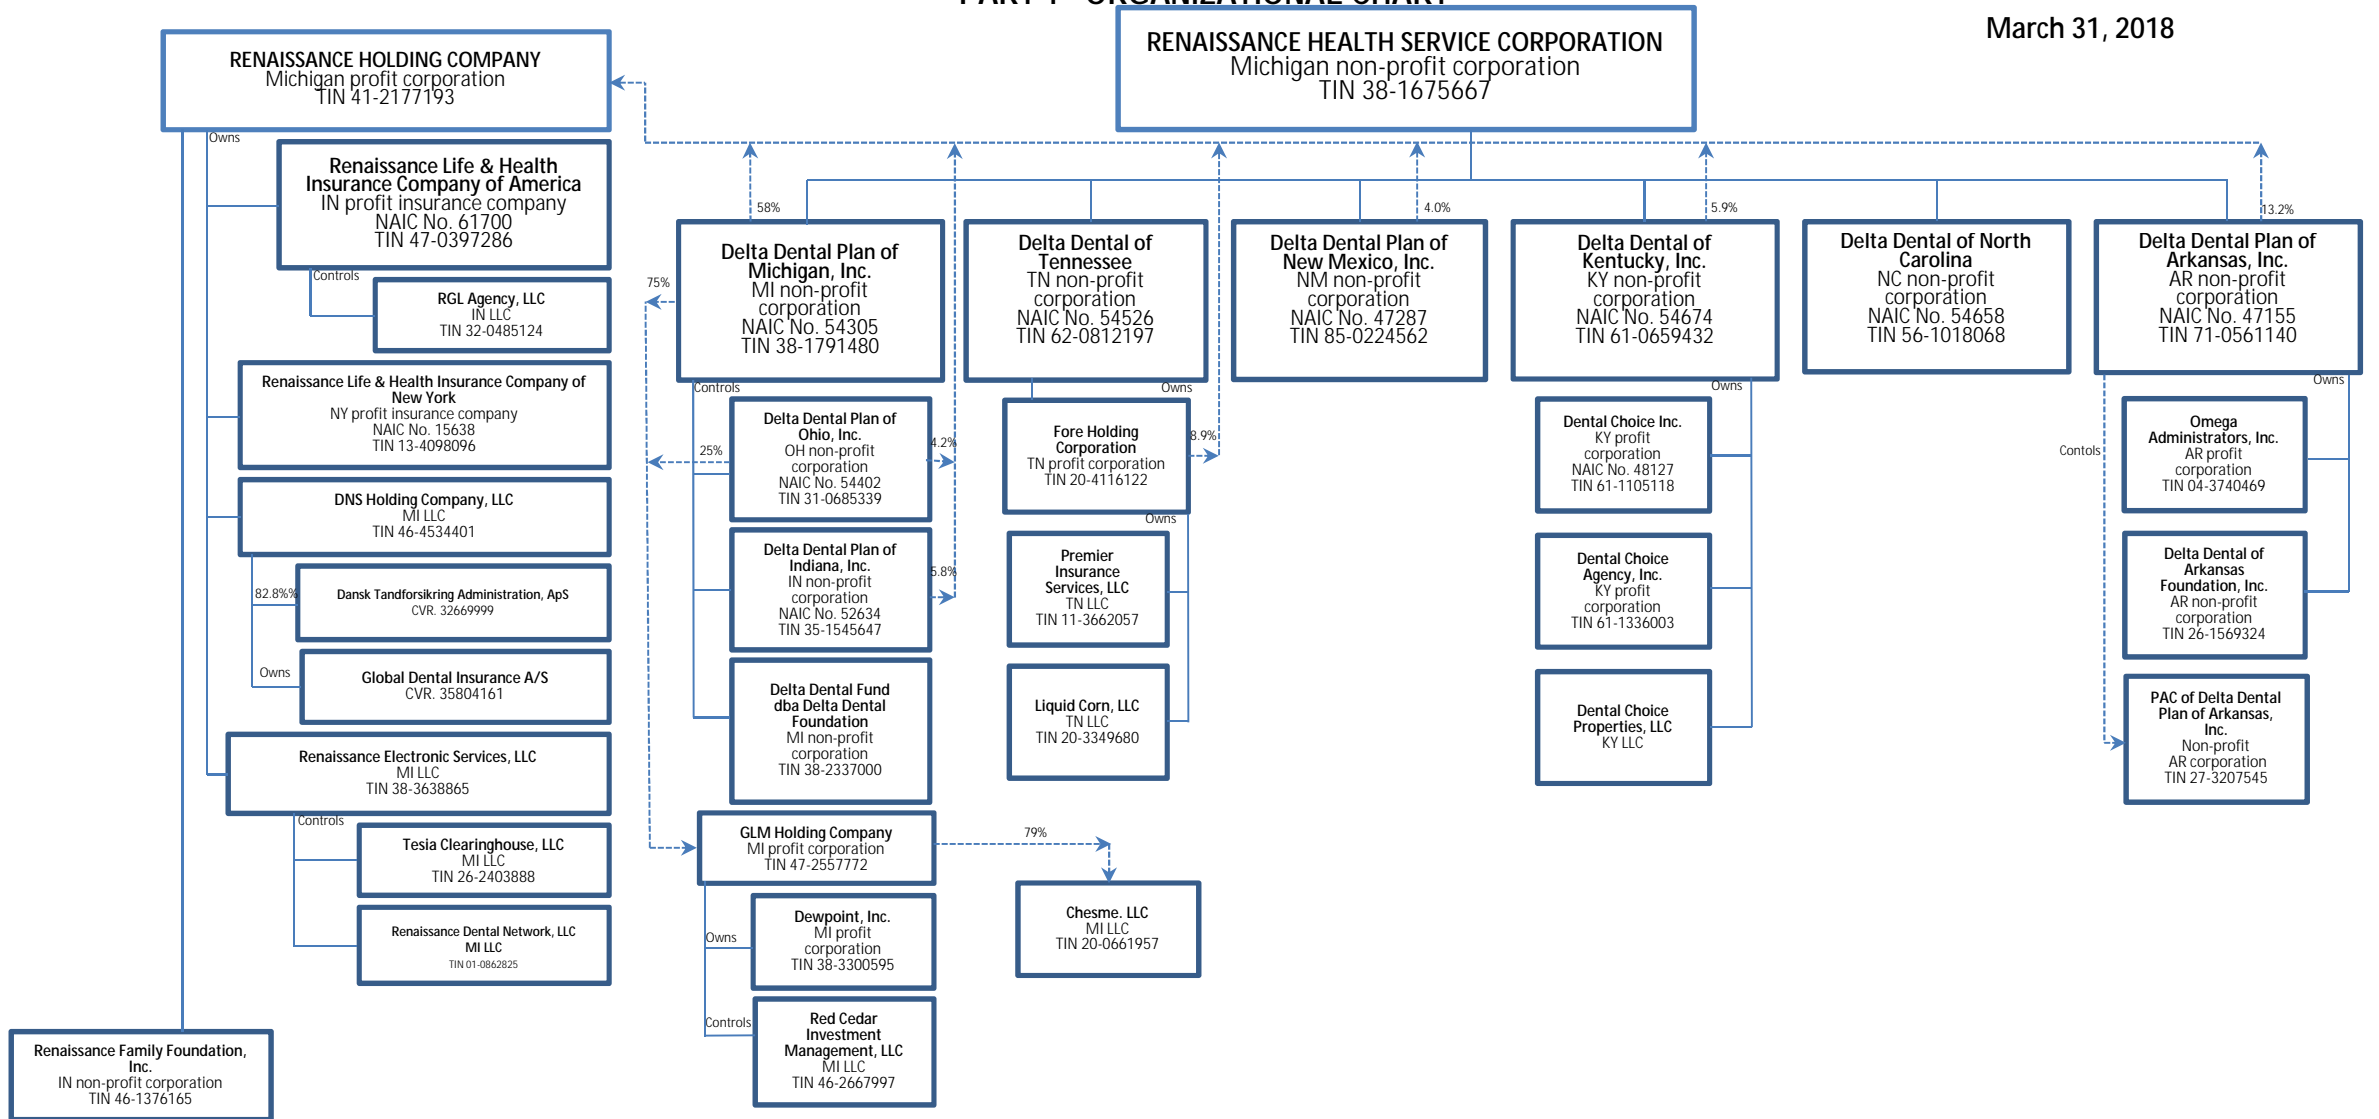 PART 1 - ORGANIZATIONAL CHART
March 31, 2018
RENAISSANCE HOLDING COMPANY
Michigan profit corporation
TIN 41-2177193
RENAISSANCE HEALTH SERVICE CORPORATION
Michigan non-profit corporation
TIN 38-1675667
Owns
Renaissance Life & Health
Insurance Company of America
IN profit insurance company
NAIC No. 61700
TIN 47-0397286
Controls
RGL Agency, LLC
IN LLC
TIN 32-0485124
Renaissance Life & Health Insurance Company of
New York
NY profit insurance company
NAIC No. 15638
TIN 13-4098096
DNS Holding Company, LLC
MI LLC
TIN 46-4534401
82.8%%
Dansk Tandforsikring Administration, ApS
CVR. 32669999
Owns
Global Dental Insurance A/S
CVR. 35804161
Renaissance Electronic Services, LLC
MI LLC
TIN 38-3638865
Controls
Tesia Clearinghouse, LLC
MI LLC
TIN 26-2403888
Renaissance Dental Network, LLC
MI LLC
TIN 01-0862825
Renaissance Family Foundation,
Inc.
IN non-profit corporation
TIN 46-1376165
58%
Delta Dental Plan of
Michigan, Inc.
MI non-profit
corporation
NAIC No. 54305
TIN 38-1791480
75%
Controls
Delta Dental Plan of
Ohio, Inc.
OH non-profit
corporation
NAIC No. 54402
TIN 31-0685339
25%
4.2%
Delta Dental Plan of
Indiana, Inc.
IN non-profit
corporation
NAIC No. 52634
TIN 35-1545647
5.8%
Delta Dental Fund
dba Delta Dental
Foundation
MI non-profit
corporation
TIN 38-2337000
GLM Holding Company
MI profit corporation
TIN 47-2557772
79%
Owns
Dewpoint, Inc.
MI profit
corporation
TIN 38-3300595
Controls
Red Cedar
Investment
Management, LLC
MI LLC
TIN 46-2667997
Chesme. LLC
MI LLC
TIN 20-0661957
Delta Dental of
Tennessee
TN non-profit
corporation
NAIC No. 54526
TIN 62-0812197
Owns
Fore Holding
Corporation
TN profit corporation
TIN 20-4116122
8.9%
Owns
Premier
Insurance
Services, LLC
TN LLC
TIN 11-3662057
Liquid Corn, LLC
TN LLC
TIN 20-3349680
4.0%
Delta Dental Plan of
New Mexico, Inc.
NM non-profit
corporation
NAIC No. 47287
TIN 85-0224562
5.9%
Delta Dental of
Kentucky, Inc.
KY non-profit
corporation
NAIC No. 54674
TIN 61-0659432
Owns
Dental Choice Inc.
KY profit
corporation
NAIC No. 48127
TIN 61-1105118
Dental Choice
Agency, Inc.
KY profit
corporation
TIN 61-1336003
Dental Choice
Properties, LLC
KY LLC
Delta Dental of North
Carolina
NC non-profit
corporation
NAIC No. 54658
TIN 56-1018068
13.2%
Delta Dental Plan of
Arkansas, Inc.
AR non-profit
corporation
NAIC No. 47155
TIN 71-0561140
Owns
Contols
Omega
Administrators, Inc.
AR profit
corporation
TIN 04-3740469
Delta Dental of
Arkansas
Foundation, Inc.
AR non-profit
corporation
TIN 26-1569324
PAC of Delta Dental
Plan of Arkansas,
Inc.
Non-profit
AR corporation
TIN 27-3207545